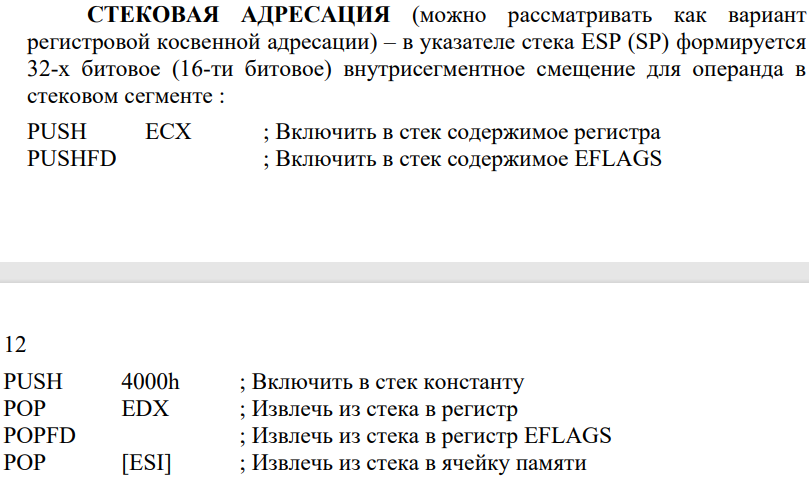 СТЕКОВАЯ АДРЕСАЦИЯ (можно рассматривать как вариант
регистровой косвенной адресации) – в указателе стека ESP (SP) формируется
32-х битовое (16-ти битовое) внутрисегментное смещение для операнда в
стековом сегменте :
PUSH ECX ; Включить в стек содержимое регистра
PUSHFD ; Включить в стек содержимое EFLAGS
12
PUSH 4000h ; Включить в стек константу
POP EDX ; Извлечь из стека в регистр
POPFD ; Извлечь из стека в регистр EFLAGS
POP [ESI] ; Извлечь из стека в ячейку памяти